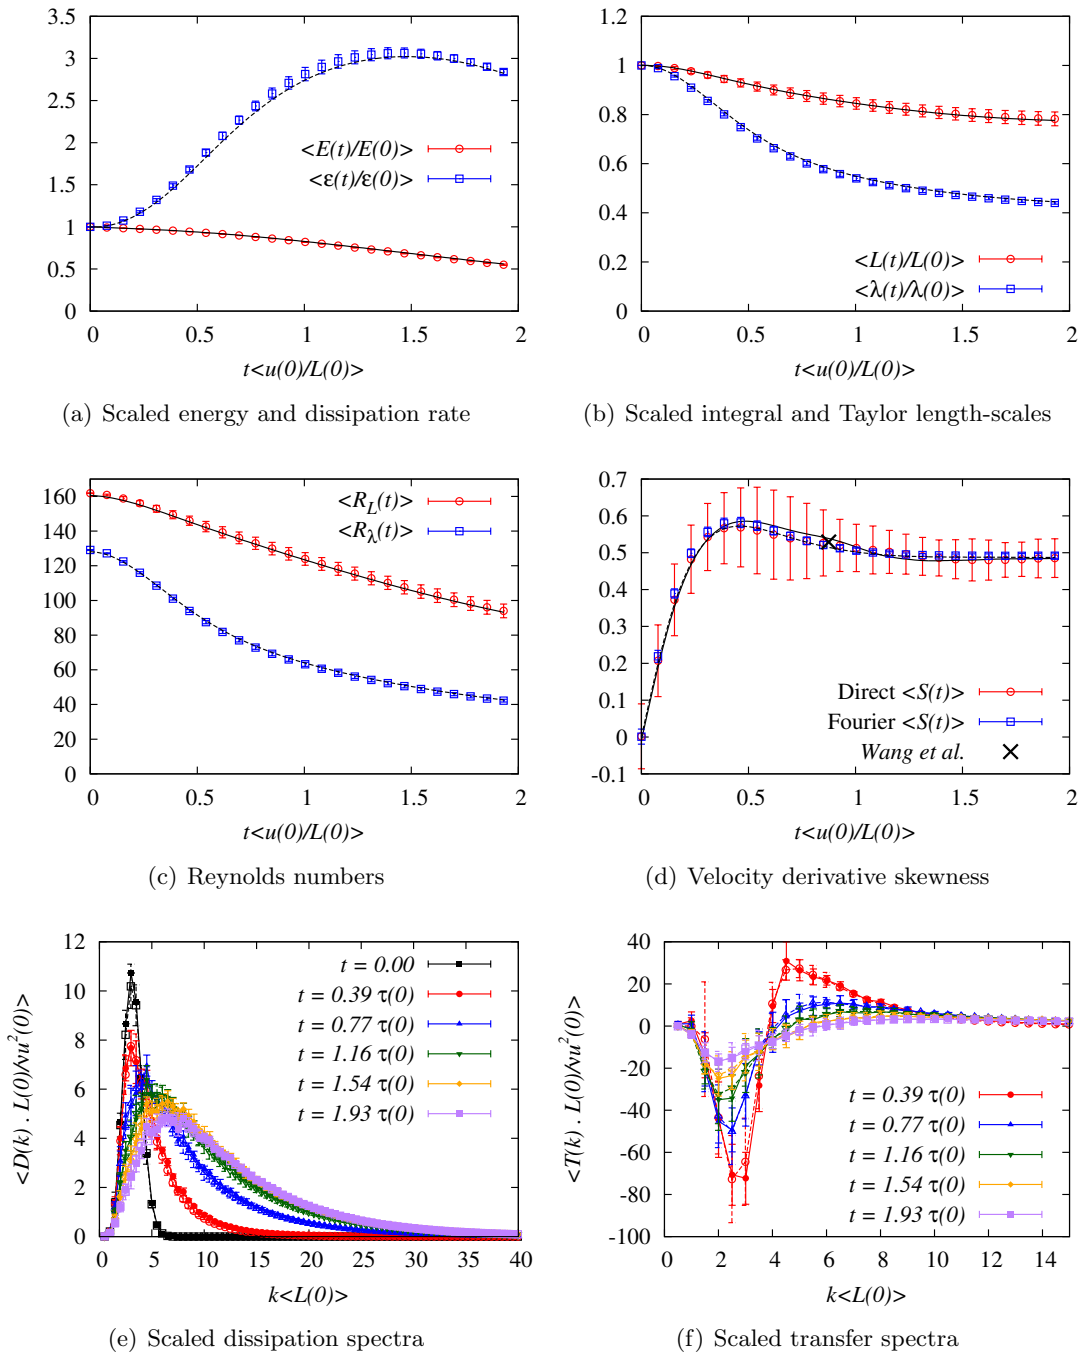 3.5
3
2.5
2
1.5
1
0.5
0
<E(t)/E(0)>
<ε(t)/ε(0)>
0 0.5 1 1.5 2
t<u(0)/L(0)>
(a) Scaled energy and dissipation rate
1.2
1
0.8
0.6
0.4
0.2
0
<L(t)/L(0)>
<λ(t)/λ(0)>
0 0.5 1 1.5 2
t<u(0)/L(0)>
(b) Scaled integral and Taylor length-scales
160
140
120
100
80
60
40
20
0
<R_L(t)>
<R_λ(t)>
0 0.5 1 1.5 2
t<u(0)/L(0)>
(c) Reynolds numbers
0.7
0.6
0.5
0.4
0.3
0.2
0.1
0
-0.1
Direct <S(t)>
Fourier <S(t)>
Wang et al.
0 0.5 1 1.5 2
t<u(0)/L(0)>
(d) Velocity derivative skewness
<D(k) . L(0)/νu²(0)>
12
10
8
6
4
2
0
t = 0.00
t = 0.39 τ(0)
t = 0.77 τ(0)
t = 1.16 τ(0)
t = 1.54 τ(0)
t = 1.93 τ(0)
0 5 10 15 20 25 30 35 40
k<L(0)>
(e) Scaled dissipation spectra
<T(k) . L(0)/νu²(0)>
40
20
0
-20
-40
-60
-80
-100
t = 0.39 τ(0)
t = 0.77 τ(0)
t = 1.16 τ(0)
t = 1.54 τ(0)
t = 1.93 τ(0)
0 2 4 6 8 10 12 14
k<L(0)>
(f) Scaled transfer spectra